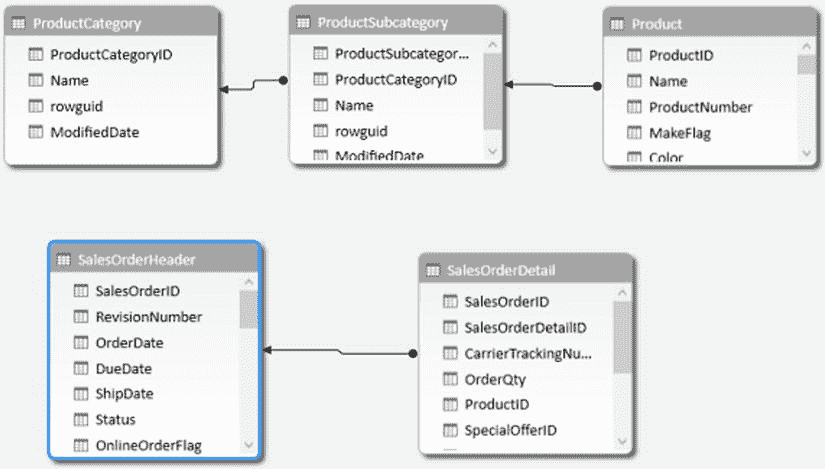 ProductCategory
ProductCategoryID
Name
rowguid
ModifiedDate
ProductSubcategory
ProductSubcategor...
ProductCategoryID
Name
rowguid
ModifiedDate
Product
ProductID
Name
ProductNumber
MakeFlag
Color
SalesOrderHeader
SalesOrderID
RevisionNumber
OrderDate
DueDate
ShipDate
Status
OnlineOrderFlag
SalesOrderDetail
SalesOrderID
SalesOrderDetailID
CarrierTrackingNu...
OrderQty
ProductID
SpecialOfferID